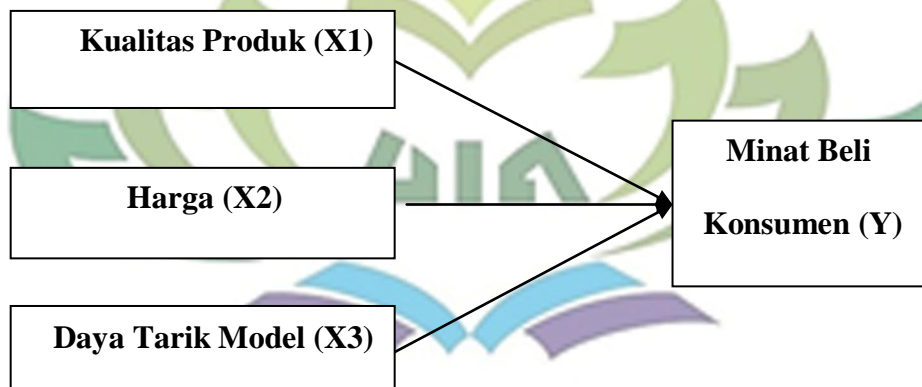 Kualitas Produk (X1)
Harga (X2)
Daya Tarik Model (X3)
Minat Beli
Konsumen (Y)